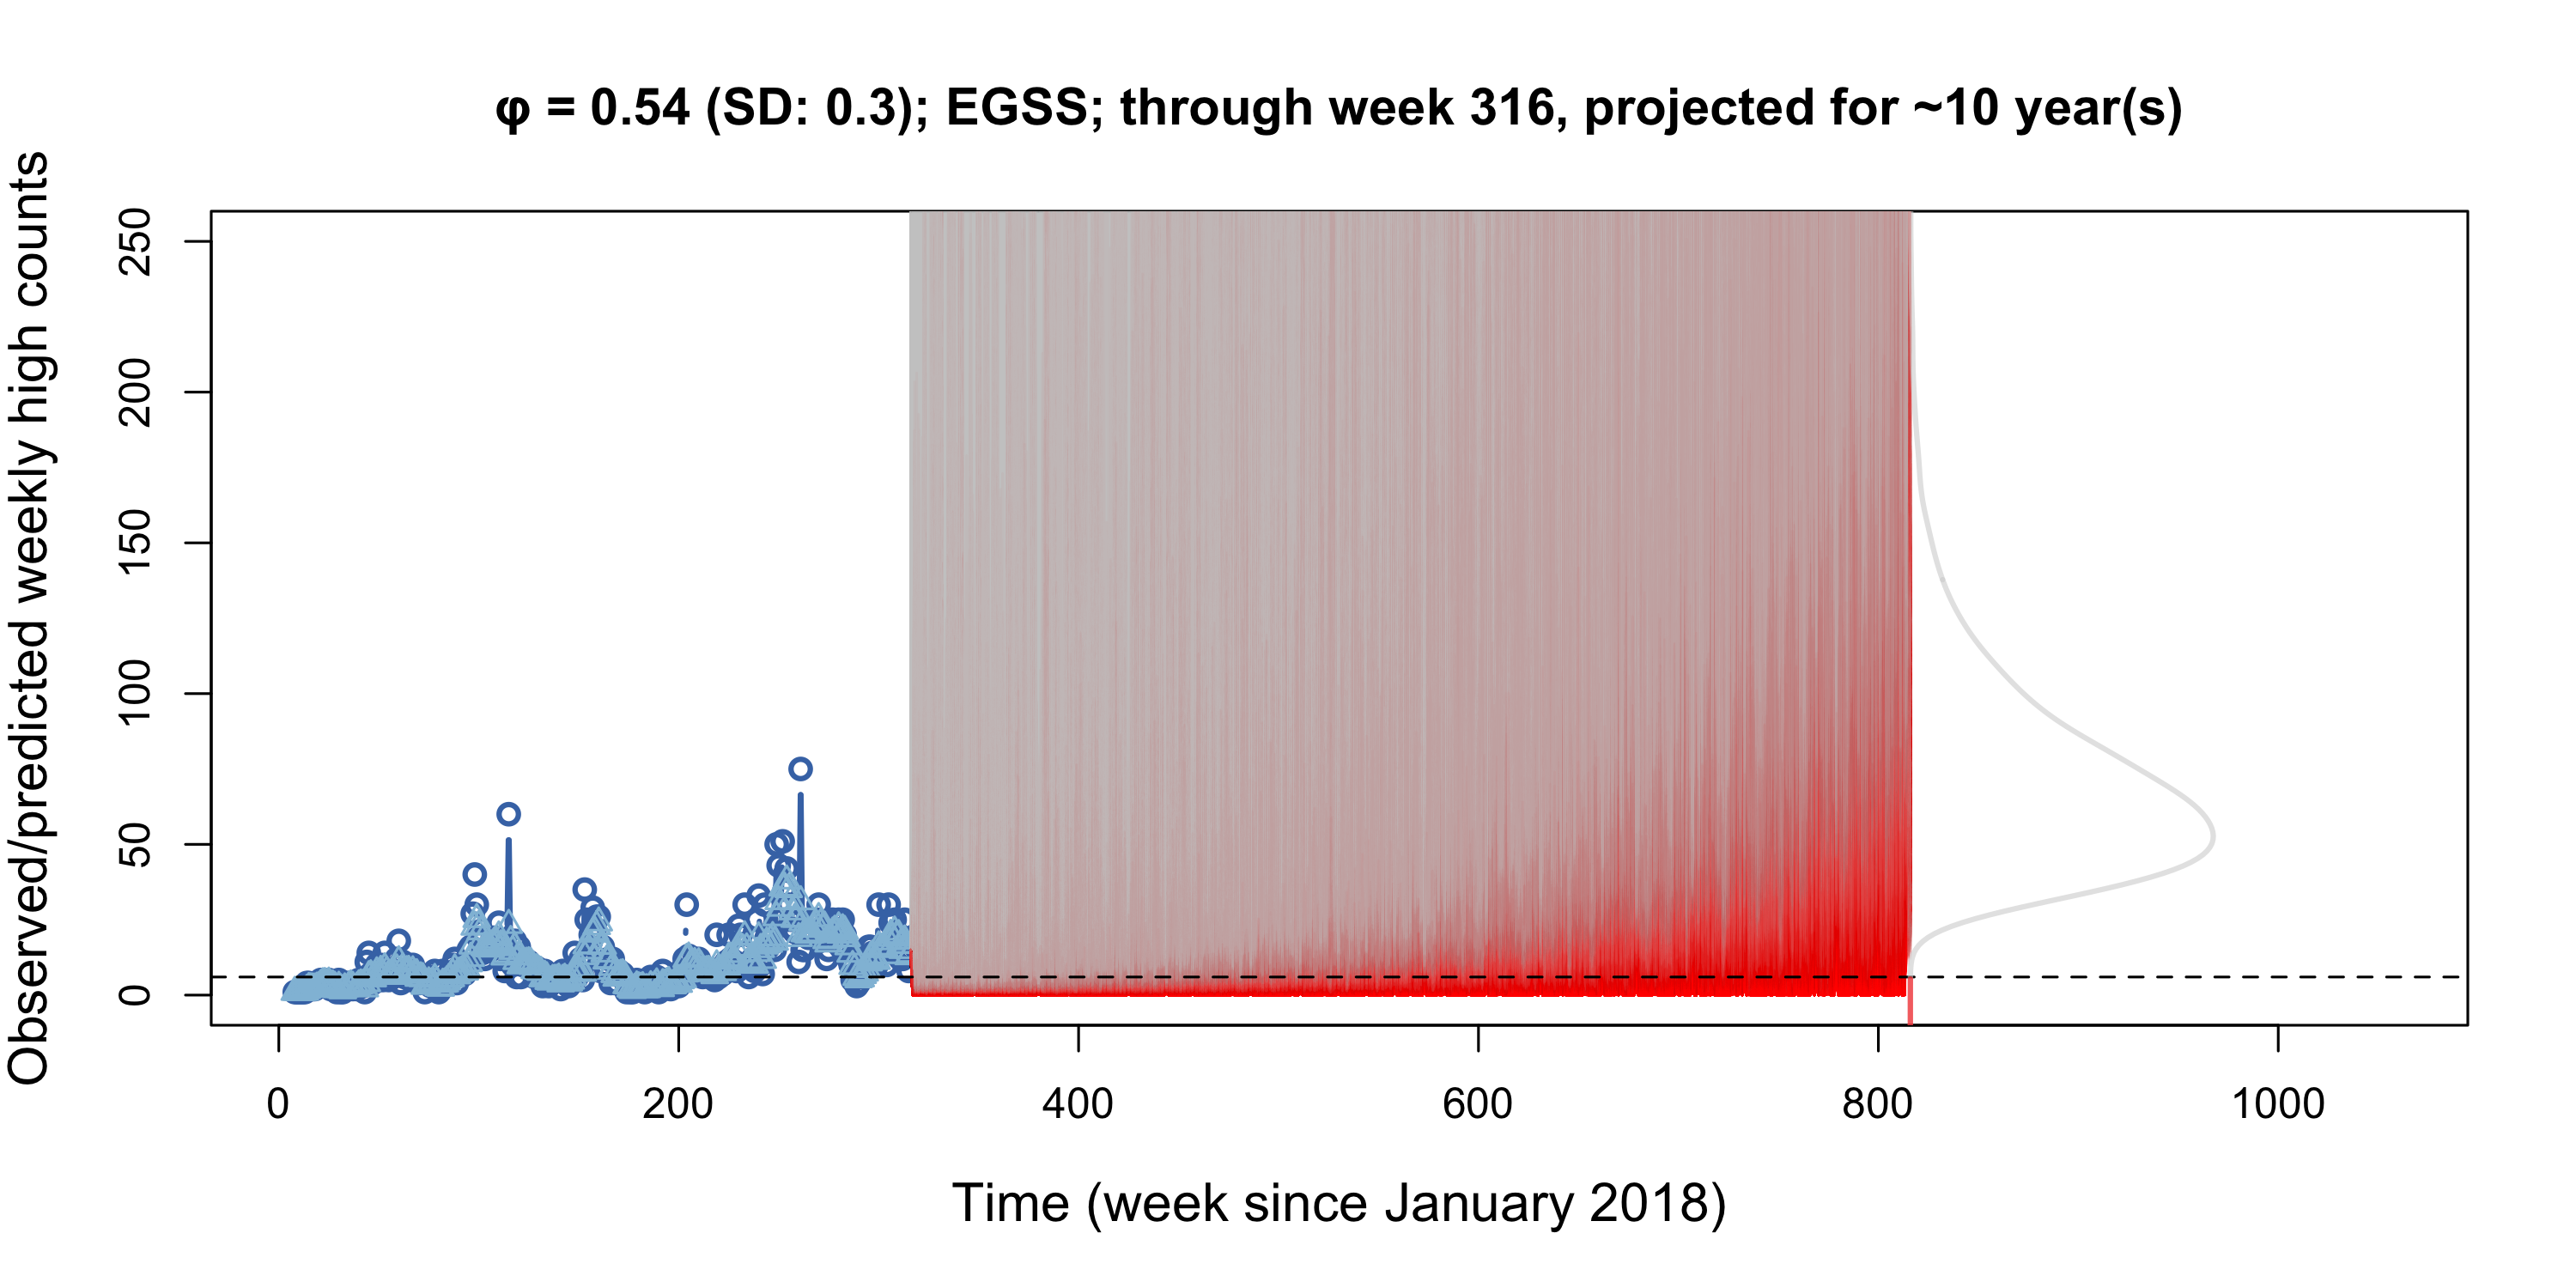 φ = 0.54 (SD: 0.3); EGSS; through week 316, projected for ~10 year(s)
Observed/predicted weekly high counts
250
200
150
100
50
0
0 200 400 600 800 1000
Time (week since January 2018)